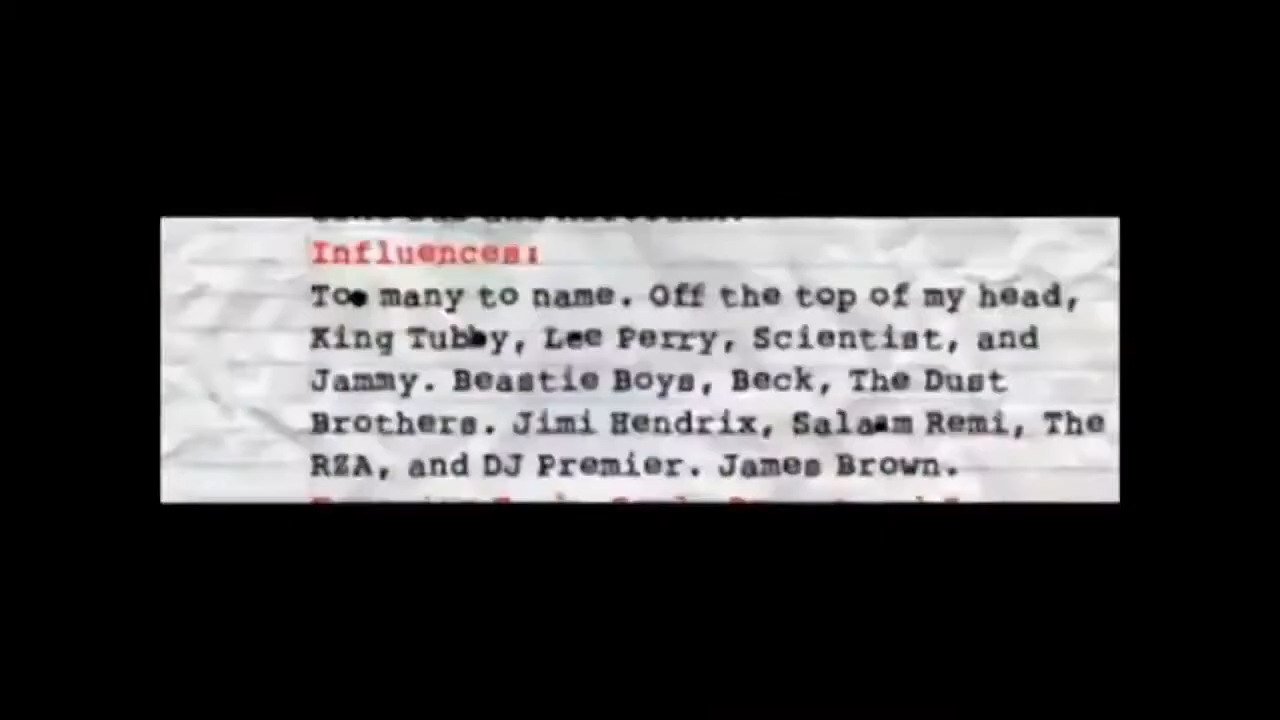 Influences:
Too many to name. Off the top of my head,
King Tubby, Lee Perry, Scientist, and
Jammy. Beastie Boys, Beck, The Dust
Brothers. Jimi Hendrix, Salaam Remi, The
RZA, and DJ Premier. James Brown.